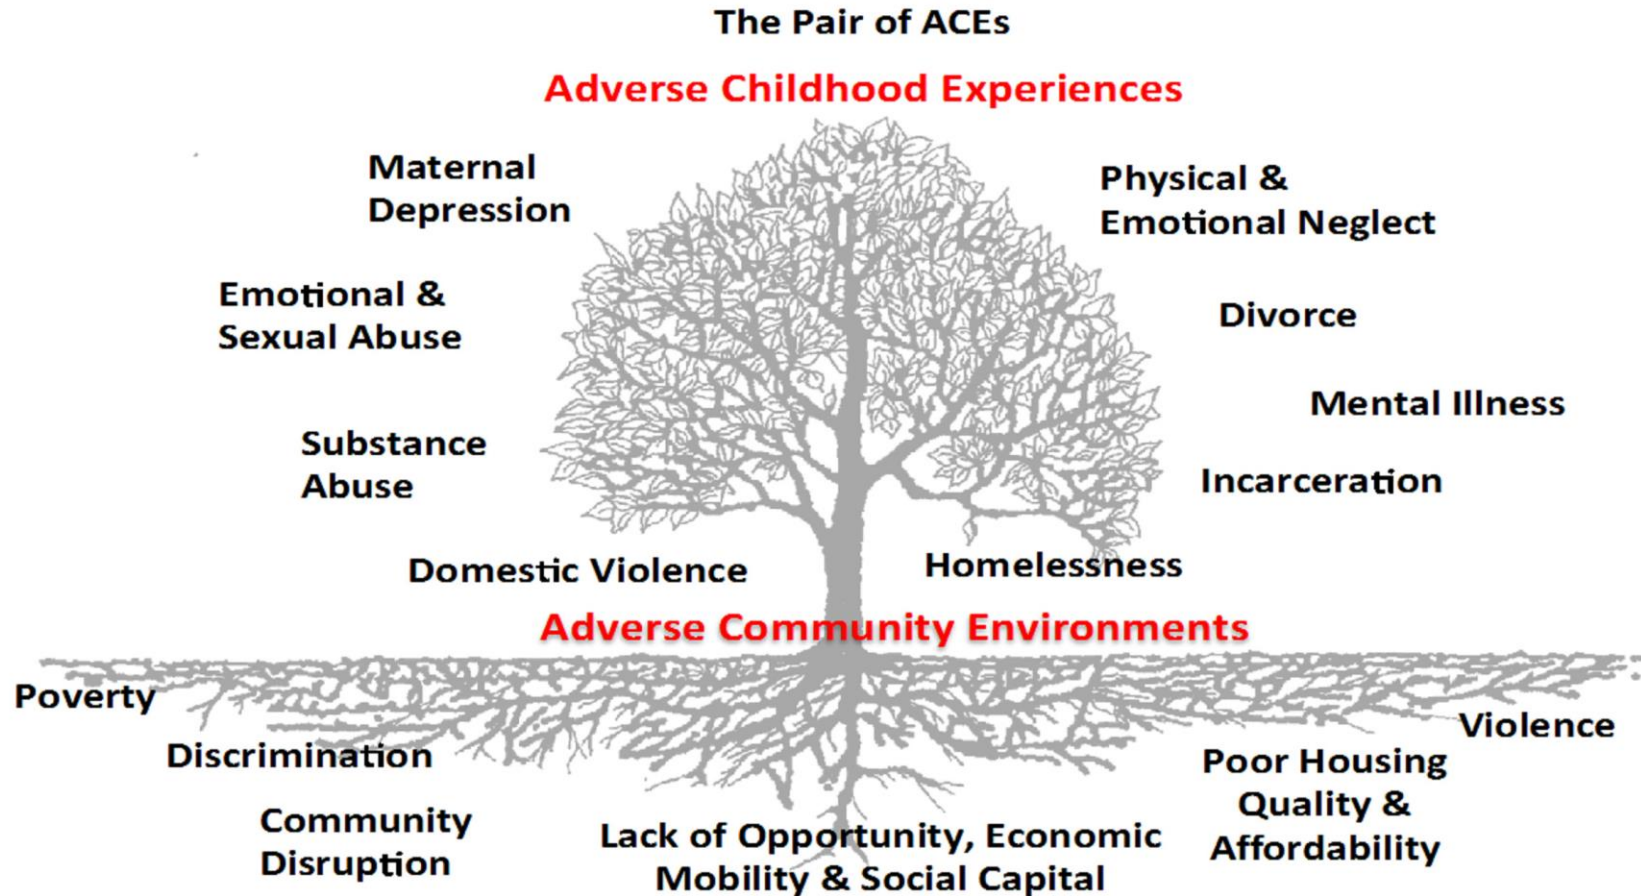 The Pair of ACEs
Adverse Childhood Experiences
Maternal
Depression
Physical &
Emotional Neglect
Emotional &
Sexual Abuse
Divorce
Mental Illness
Substance
Abuse
Incarceration
Domestic Violence
Homelessness
Adverse Community Environments
Poverty
Violence
Discrimination
Poor Housing
Quality &
Affordability
Community
Disruption
Lack of Opportunity, Economic
Mobility & Social Capital